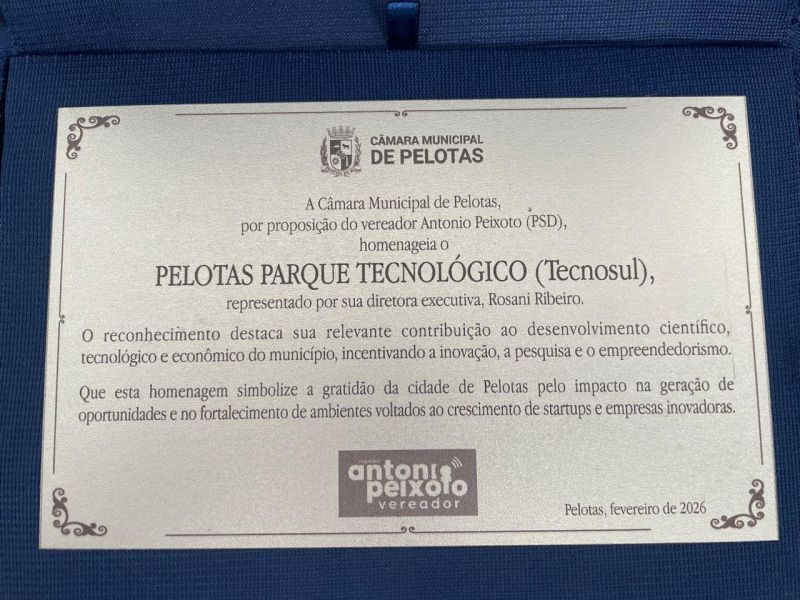 CÂMARA MUNICIPAL
DE PELOTAS
A Câmara Municipal de Pelotas,
por proposição do vereador Antonio Peixoto (PSD),
homenageia o
PELOTAS PARQUE TECNOLÓGICO (Tecnosul),
representado por sua diretora executiva, Rosani Ribeiro.
O reconhecimento destaca sua relevante contribuição ao desenvolvimento científico,
tecnológico e econômico do município, incentivando a inovação, a pesquisa e o empreendedorismo.
Que esta homenagem simbolize a gratidão da cidade de Pelotas pelo impacto na geração de
oportunidades e no fortalecimento de ambientes voltados ao crescimento de startups e empresas inovadoras.
antonio
peixoto
vereador
Pelotas, fevereiro de 2026